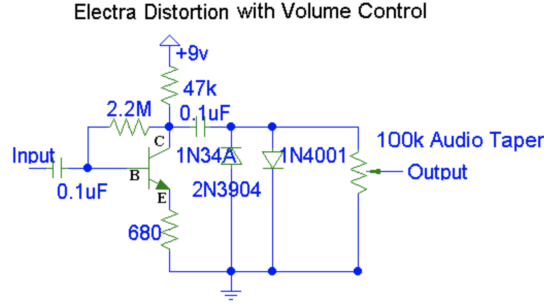 Electra Distortion with Volume Control
+9v
47k
2.2M
0.1uF
C
Input
B
1N34A
1N4001
100k Audio Taper
Output
0.1uF
E
2N3904
680